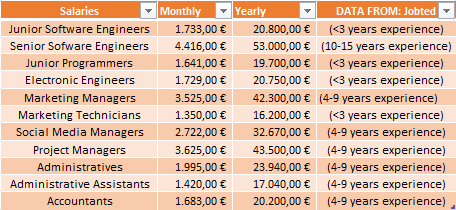 Salaries Monthly Yearly DATA FROM: Jobted
Junior Sofware Engineers 1.733,00 € 20.800,00 € (<3 years experience)
Senior Sofware Engineers 4.416,00 € 53.000,00 € (10-15 years experience)
Junior Programmers 1.641,00 € 19.700,00 € (<3 years experience)
Electronic Engineers 1.729,00 € 20.750,00 € (<3 years experience)
Marketing Managers 3.525,00 € 42.300,00 € (4-9 years experience)
Marketing Technicians 1.350,00 € 16.200,00 € (<3 years experience)
Social Media Managers 2.722,00 € 32.670,00 € (4-9 years experience)
Project Managers 3.625,00 € 43.500,00 € (4-9 years experience)
Administratives 1.995,00 € 23.940,00 € (4-9 years experience)
Administrative Assistants 1.420,00 € 17.040,00 € (4-9 years experience)
Accountants 1.683,00 € 20.200,00 € (4-9 years experience)